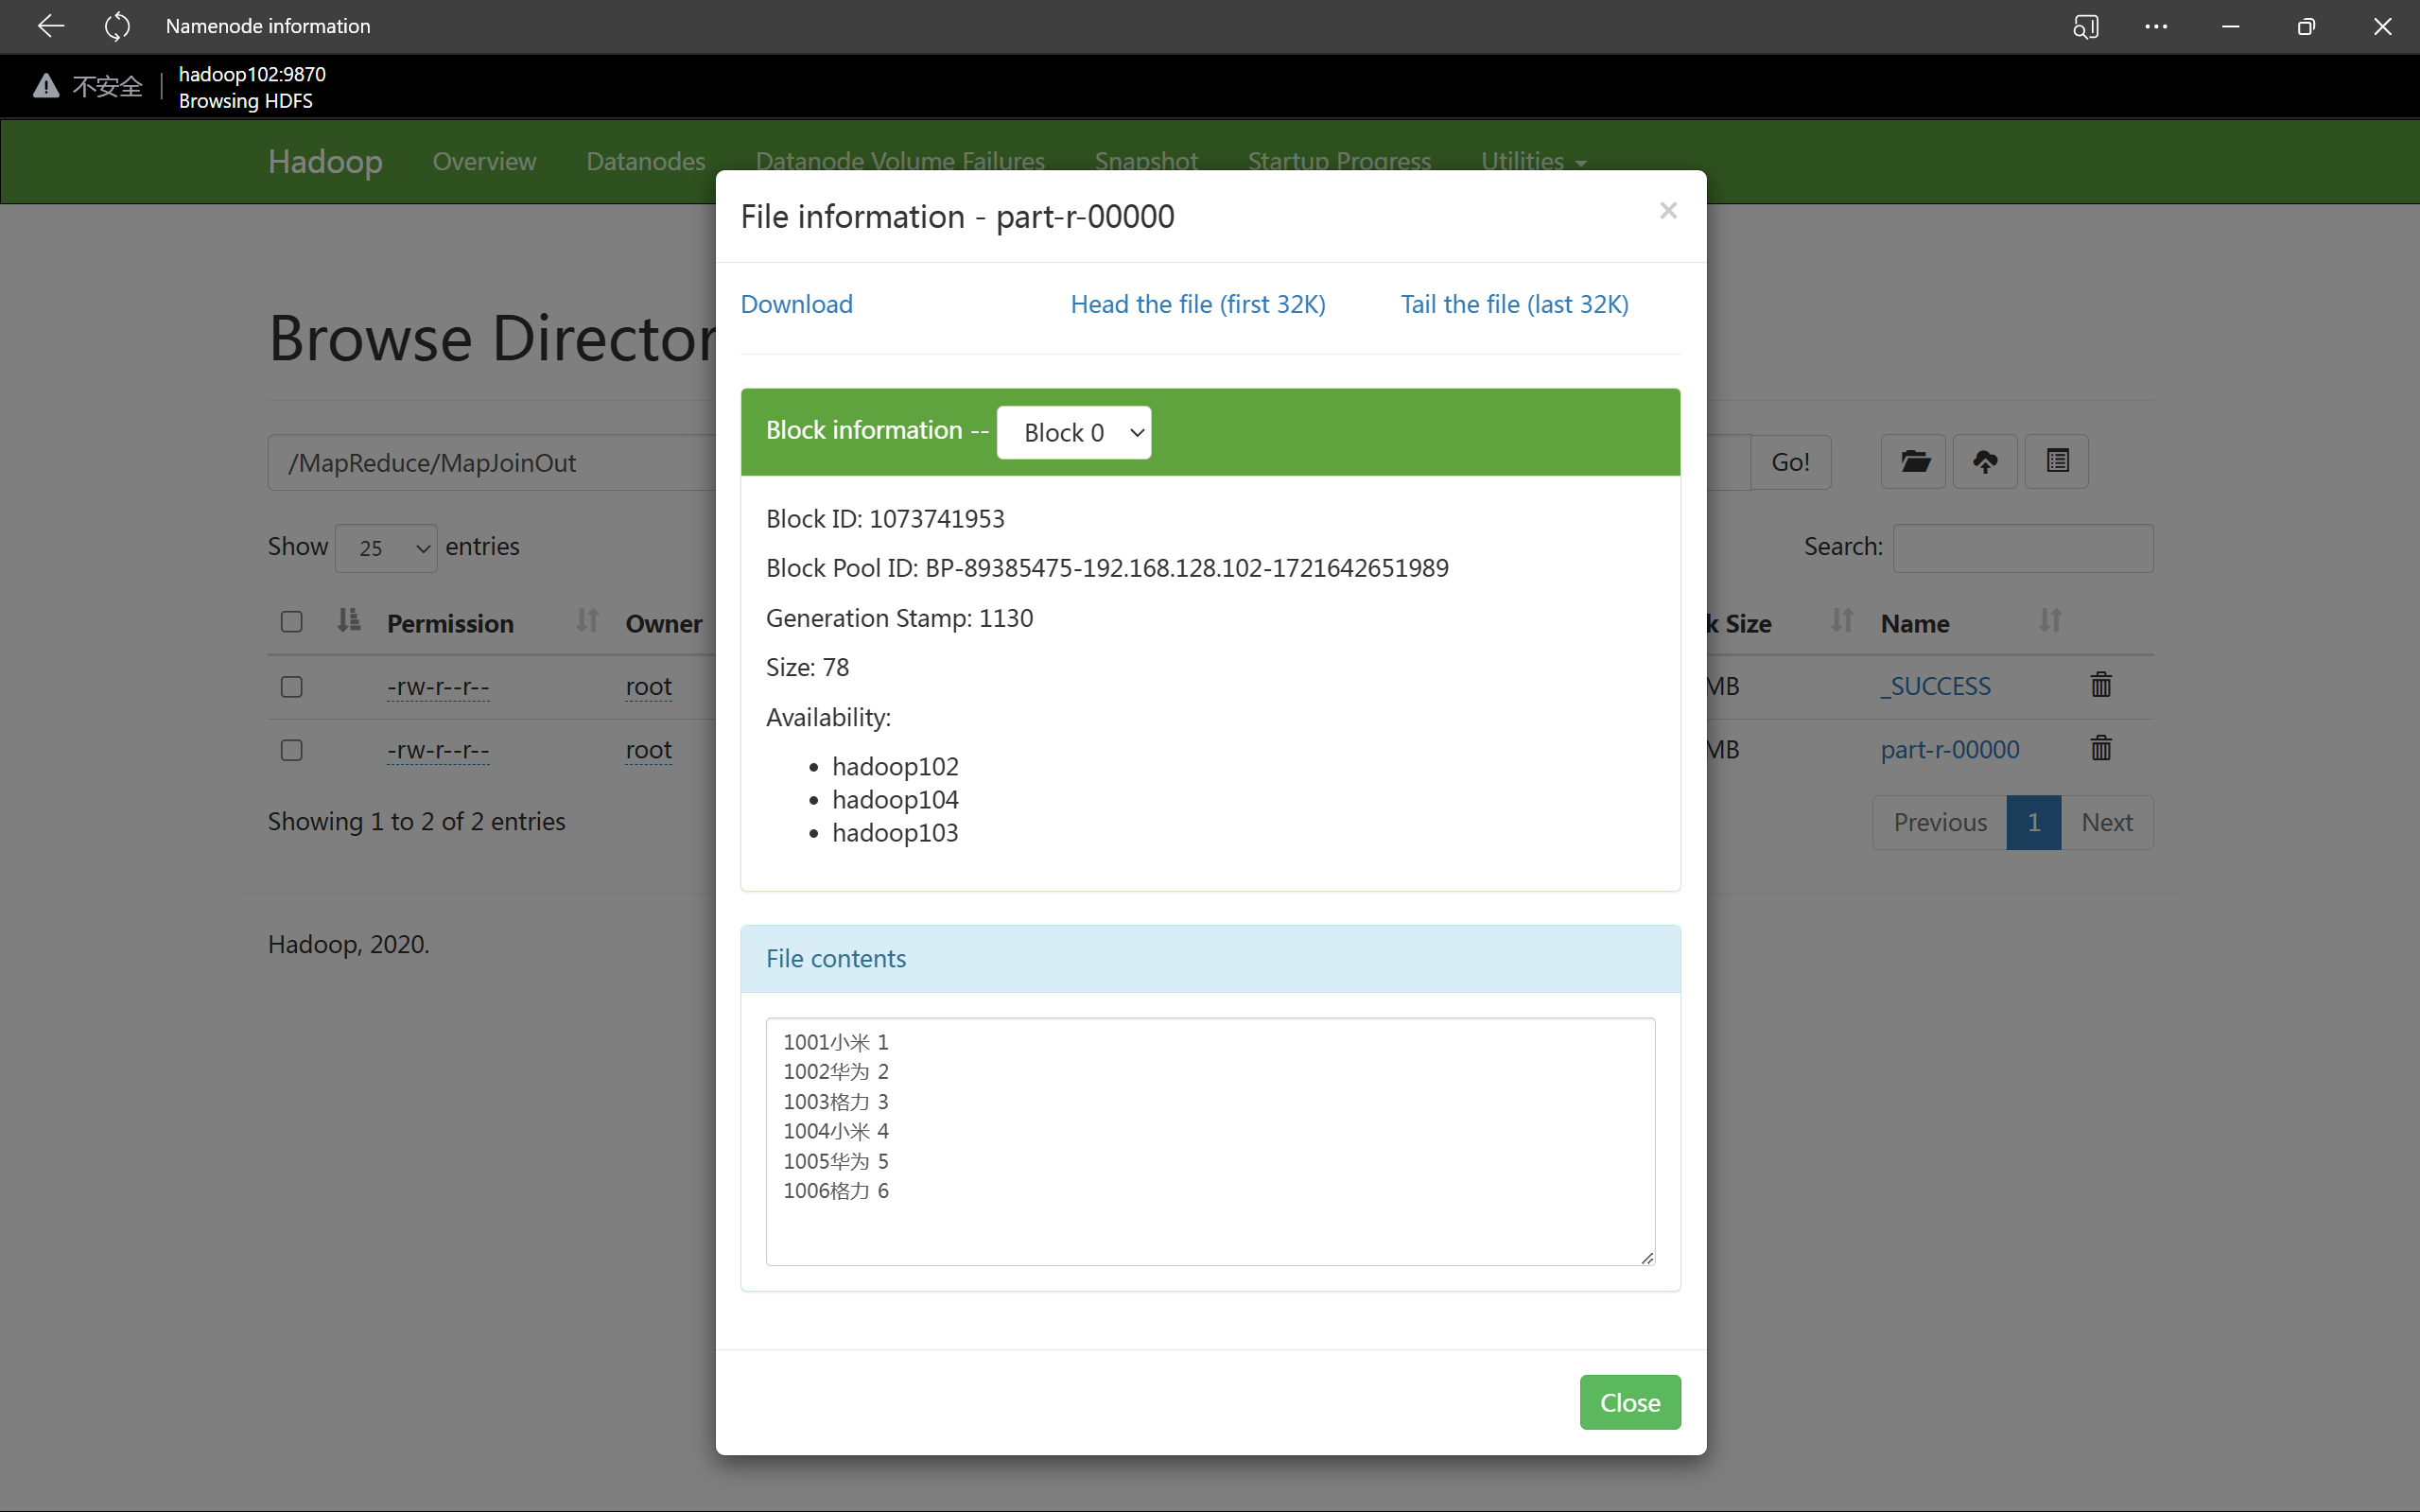 Namenode information
不安全
hadoop102:9870
Browsing HDFS
Hadoop Overview Datanodes Datanode Volume Failures Snapshot Startup Progress Utilities
File information - part-r-00000 ×
Download Head the file (first 32K) Tail the file (last 32K)
Browse Director
Block information -- Block 0
/MapReduce/MapJoinOut Go!
Block ID: 1073741953
Show 25 entries Search:
Block Pool ID: BP-89385475-192.168.128.102-1721642651989
Generation Stamp: 1130
Permission Owner k Size Name
Size: 78
-rw-r--r-- root MB _SUCCESS
Availability:
-rw-r--r-- root MB part-r-00000
hadoop102
hadoop104
hadoop103
Showing 1 to 2 of 2 entries Previous 1 Next
Hadoop, 2020.
File contents
1001小米 1
1002华为 2
1003格力 3
1004小米 4
1005华为 5
1006格力 6
Close